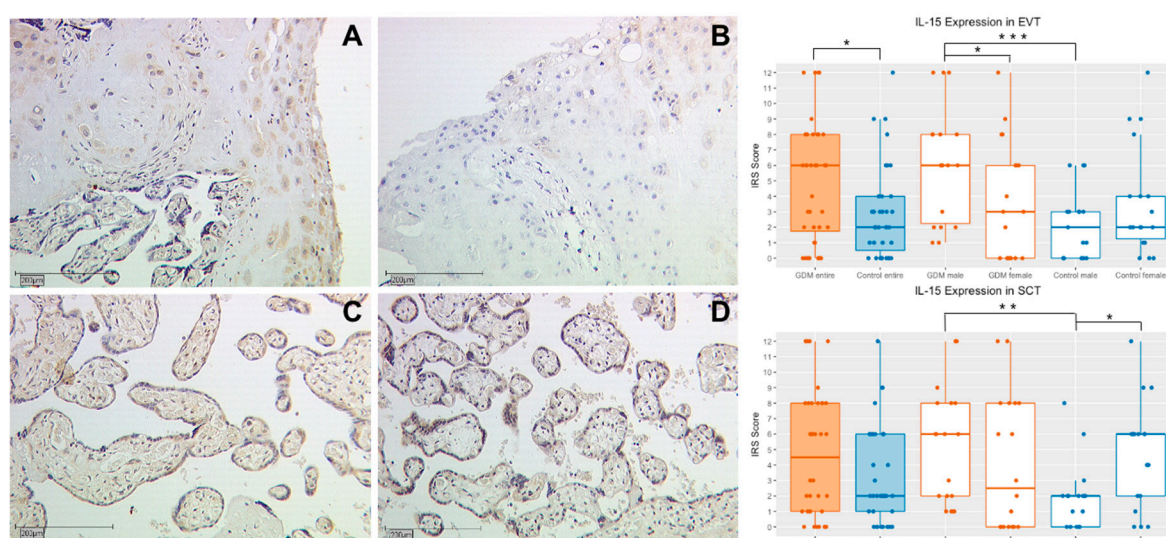 A
B
200µm
200µm
C
D
200µm
200µm
IL-15 Expression in EVT
*
* * *
*
IRS Score
12
11
10
9
8
7
6
5
4
3
2
1
0
GDM entire
Control entire
GDM male
GDM female
Control male
Control female
IL-15 Expression in SCT
* *
*
IRS Score
12
11
10
9
8
7
6
5
4
3
2
1
0